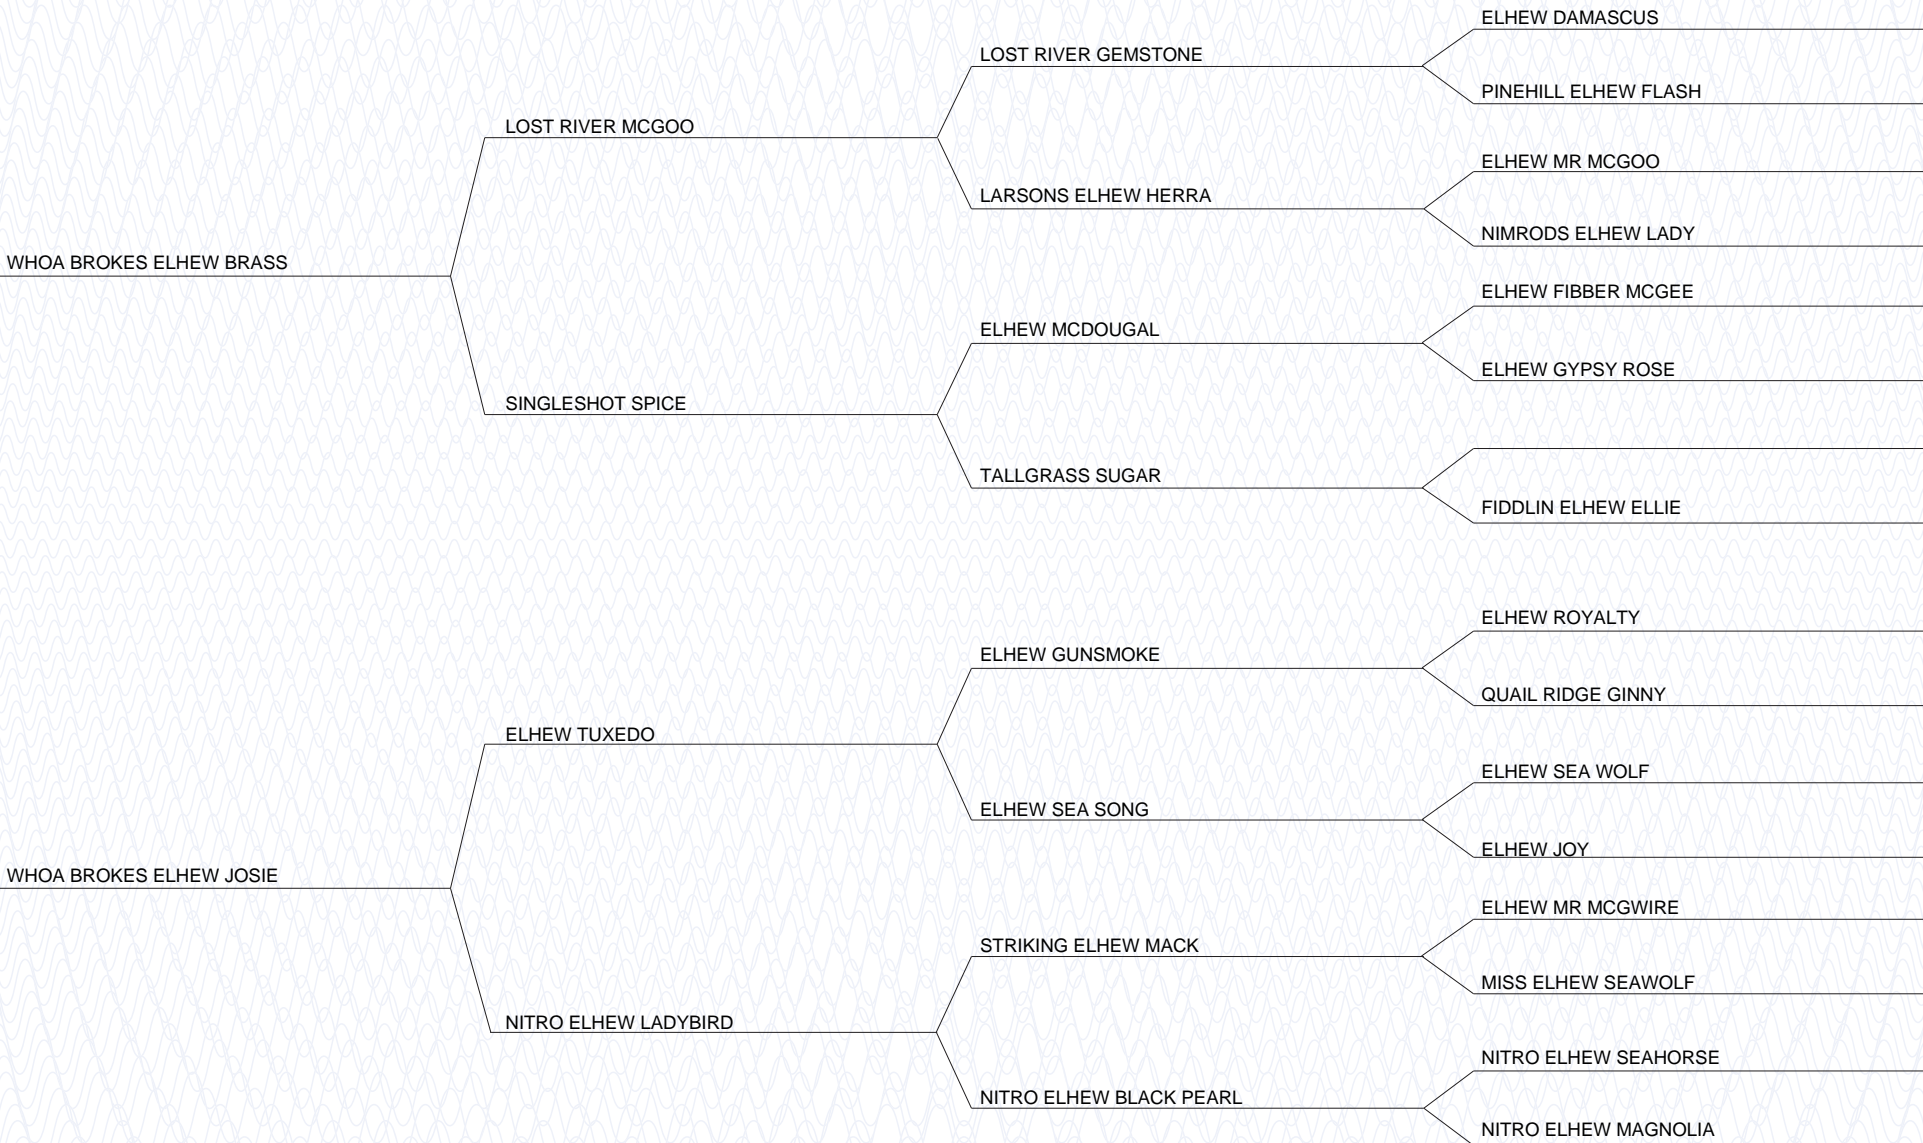 ELHEW DAMASCUS
LOST RIVER GEMSTONE
PINEHILL ELHEW FLASH
LOST RIVER MCGOO
ELHEW MR MCGOO
LARSONS ELHEW HERRA
NIMRODS ELHEW LADY
WHOA BROKES ELHEW BRASS
ELHEW FIBBER MCGEE
ELHEW MCDOUGAL
ELHEW GYPSY ROSE
SINGLESHOT SPICE
TALLGRASS SUGAR
FIDDLIN ELHEW ELLIE
ELHEW ROYALTY
ELHEW GUNSMOKE
QUAIL RIDGE GINNY
ELHEW TUXEDO
ELHEW SEA WOLF
ELHEW SEA SONG
ELHEW JOY
WHOA BROKES ELHEW JOSIE
ELHEW MR MCGWIRE
STRIKING ELHEW MACK
MISS ELHEW SEAWOLF
NITRO ELHEW LADYBIRD
NITRO ELHEW SEAHORSE
NITRO ELHEW BLACK PEARL
NITRO ELHEW MAGNOLIA